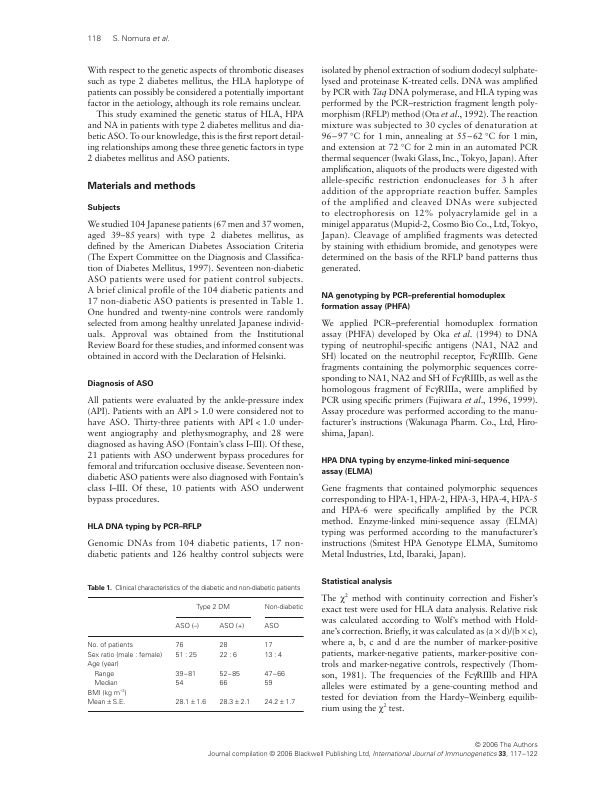 118 S. Nomura et al.
With respect to the genetic aspects of thrombotic diseases
such as type 2 diabetes mellitus, the HLA haplotype of
patients can possibly be considered a potentially important
factor in the aetiology, although its role remains unclear.
This study examined the genetic status of HLA, HPA
and NA in patients with type 2 diabetes mellitus and dia-
betic ASO. To our knowledge, this is the first report detail-
ing relationships among these three genetic factors in type
2 diabetes mellitus and ASO patients.
Materials and methods
Subjects
We studied 104 Japanese patients (67 men and 37 women,
aged 39–85 years) with type 2 diabetes mellitus, as
defined by the American Diabetes Association Criteria
(The Expert Committee on the Diagnosis and Classifica-
tion of Diabetes Mellitus, 1997). Seventeen non-diabetic
ASO patients were used for patient control subjects.
A brief clinical profile of the 104 diabetic patients and
17 non-diabetic ASO patients is presented in Table 1.
One hundred and twenty-nine controls were randomly
selected from among healthy unrelated Japanese individ-
uals. Approval was obtained from the Institutional
Review Board for these studies, and informed consent was
obtained in accord with the Declaration of Helsinki.
Diagnosis of ASO
All patients were evaluated by the ankle-pressure index
(API). Patients with an API > 1.0 were considered not to
have ASO. Thirty-three patients with API < 1.0 under-
went angiography and plethysmography, and 28 were
diagnosed as having ASO (Fontain's class I–III). Of these,
21 patients with ASO underwent bypass procedures for
femoral and trifurcation occlusive disease. Seventeen non-
diabetic ASO patients were also diagnosed with Fontain's
class I–III. Of these, 10 patients with ASO underwent
bypass procedures.
HLA DNA typing by PCR–RFLP
Genomic DNAs from 104 diabetic patients, 17 non-
diabetic patients and 126 healthy control subjects were
Table 1. Clinical characteristics of the diabetic and non-diabetic patients
Type 2 DM Non-diabetic
ASO (–) ASO (+) ASO
No. of patients 76 28 17
Sex ratio (male : female) 51 : 25 22 : 6 13 : 4
Age (year)
Range 39–81 52–85 47–66
Median 54 66 59
BMI (kg m⁻²)
Mean ± S.E. 28.1 ± 1.6 28.3 ± 2.1 24.2 ± 1.7
isolated by phenol extraction of sodium dodecyl sulphate-
lysed and proteinase K-treated cells. DNA was amplified
by PCR with Taq DNA polymerase, and HLA typing was
performed by the PCR–restriction fragment length poly-
morphism (RFLP) method (Ota et al., 1992). The reaction
mixture was subjected to 30 cycles of denaturation at
96–97 °C for 1 min, annealing at 55–62 °C for 1 min,
and extension at 72 °C for 2 min in an automated PCR
thermal sequencer (Iwaki Glass, Inc., Tokyo, Japan). After
amplification, aliquots of the products were digested with
allele-specific restriction endonucleases for 3 h after
addition of the appropriate reaction buffer. Samples
of the amplified and cleaved DNAs were subjected
to electrophoresis on 12% polyacrylamide gel in a
minigel apparatus (Mupid-2, Cosmo Bio Co., Ltd, Tokyo,
Japan). Cleavage of amplified fragments was detected
by staining with ethidium bromide, and genotypes were
determined on the basis of the RFLP band patterns thus
generated.
NA genotyping by PCR–preferential homoduplex
formation assay (PHFA)
We applied PCR–preferential homoduplex formation
assay (PHFA) developed by Oka et al. (1994) to DNA
typing of neutrophil-specific antigens (NA1, NA2 and
SH) located on the neutrophil receptor, FcγRIIIb. Gene
fragments containing the polymorphic sequences corre-
sponding to NA1, NA2 and SH of FcγRIIIb, as well as the
homologous fragment of FcγRIIIa, were amplified by
PCR using specific primers (Fujiwara et al., 1996, 1999).
Assay procedure was performed according to the manu-
facturer's instructions (Wakunaga Pharm. Co., Ltd, Hiro-
shima, Japan).
HPA DNA typing by enzyme-linked mini-sequence
assay (ELMA)
Gene fragments that contained polymorphic sequences
corresponding to HPA-1, HPA-2, HPA-3, HPA-4, HPA-5
and HPA-6 were specifically amplified by the PCR
method. Enzyme-linked mini-sequence assay (ELMA)
typing was performed according to the manufacturer's
instructions (Smitest HPA Genotype ELMA, Sumitomo
Metal Industries, Ltd, Ibaraki, Japan).
Statistical analysis
The χ² method with continuity correction and Fisher's
exact test were used for HLA data analysis. Relative risk
was calculated according to Wolf's method with Hold-
ane's correction. Briefly, it was calculated as (a × d)/(b × c),
where a, b, c and d are the number of marker-positive
patients, marker-negative patients, marker-positive con-
trols and marker-negative controls, respectively (Thom-
son, 1981). The frequencies of the FcγRIIIb and HPA
alleles were estimated by a gene-counting method and
tested for deviation from the Hardy–Weinberg equilib-
rium using the χ² test.
© 2006 The Authors
Journal compilation © 2006 Blackwell Publishing Ltd, International Journal of Immunogenetics 33, 117–122